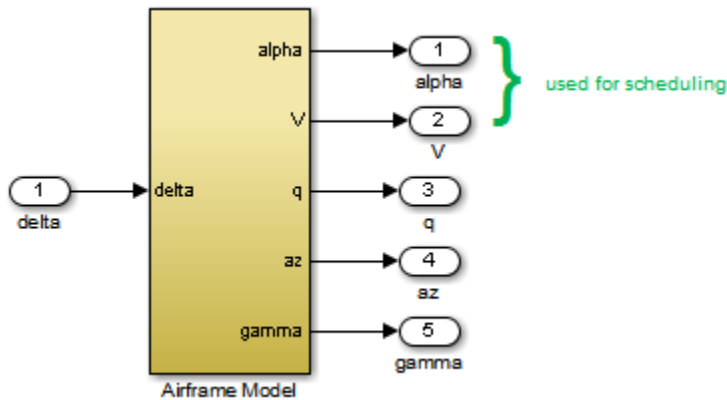 alpha
1
alpha
used for scheduling
V
2
V
1
delta
delta
q
3
q
az
4
az
gamma
5
gamma
Airframe Model